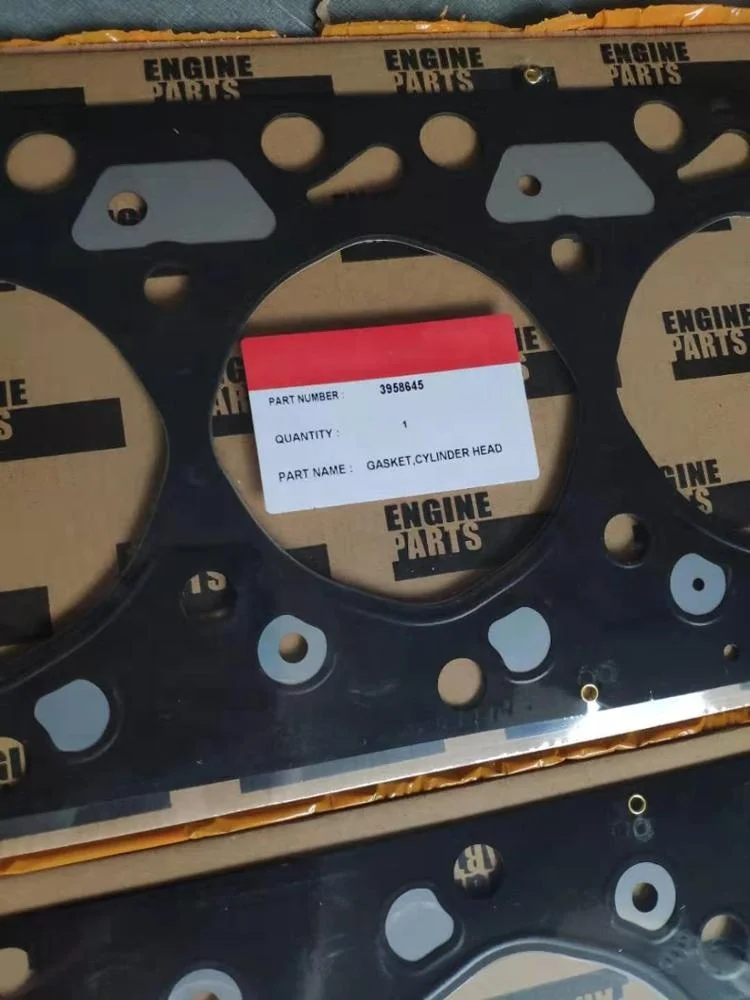 ENGINE
PARTS
ENGINE
PARTS
ENGINE
PARTS
ENGINE
PARTS
PART NUMBER : 3958645
QUANTITY : 1
PART NAME : GASKET,CYLINDER HEAD
ENGINE
PARTS